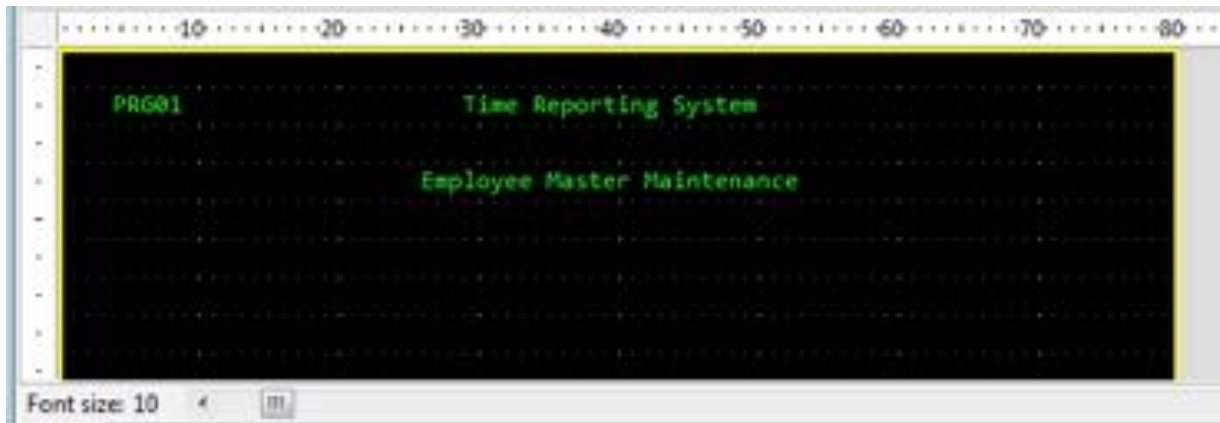 10 20 30 40 50 60 70 80
PRG01 Time Reporting System
Employee Master Maintenance
Font size: 10